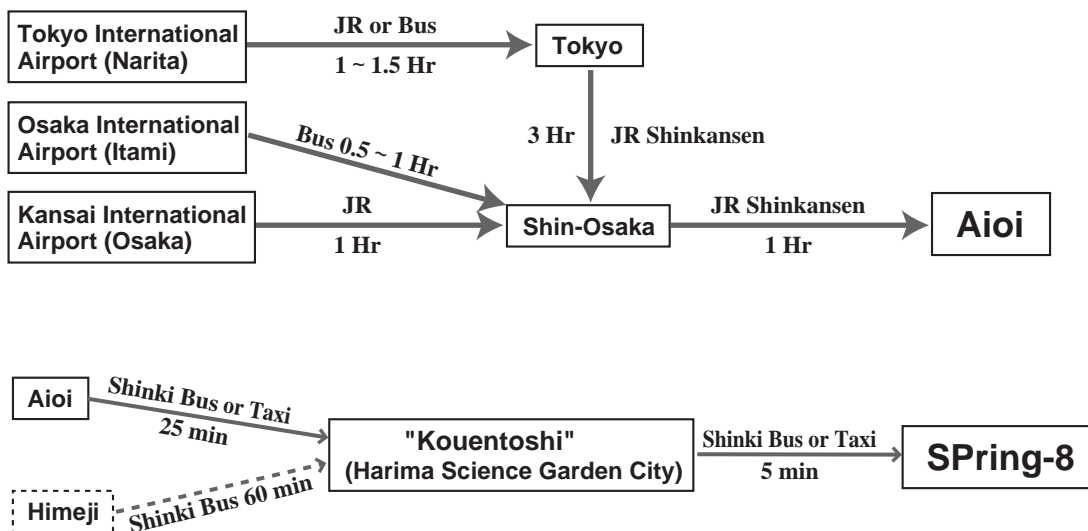 Tokyo International
Airport (Narita)
JR or Bus
1 ~ 1.5 Hr
Tokyo
Osaka International
Airport (Itami)
Bus 0.5 ~ 1 Hr
3 Hr
JR Shinkansen
Kansai International
Airport (Osaka)
JR
1 Hr
Shin-Osaka
JR Shinkansen
1 Hr
Aioi
Aioi
Shinki Bus or Taxi
25 min
"Kouentoshi"
(Harima Science Garden City)
Shinki Bus or Taxi
5 min
SPring-8
Himeji
Shinki Bus 60 min